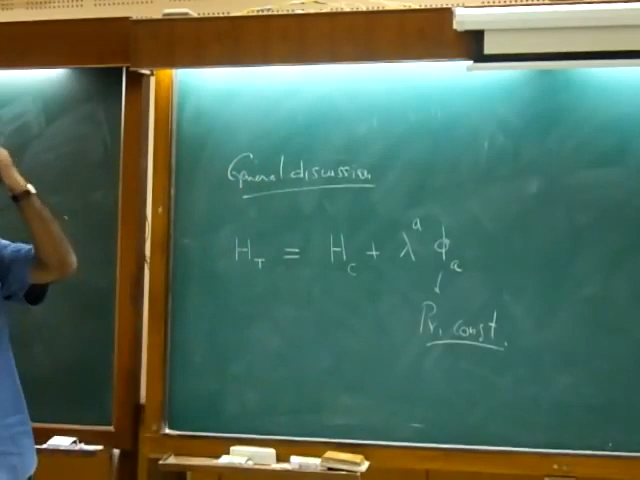 General discussion
H_T = H_c + λ^a ϕ_a
↓
Pr. const.